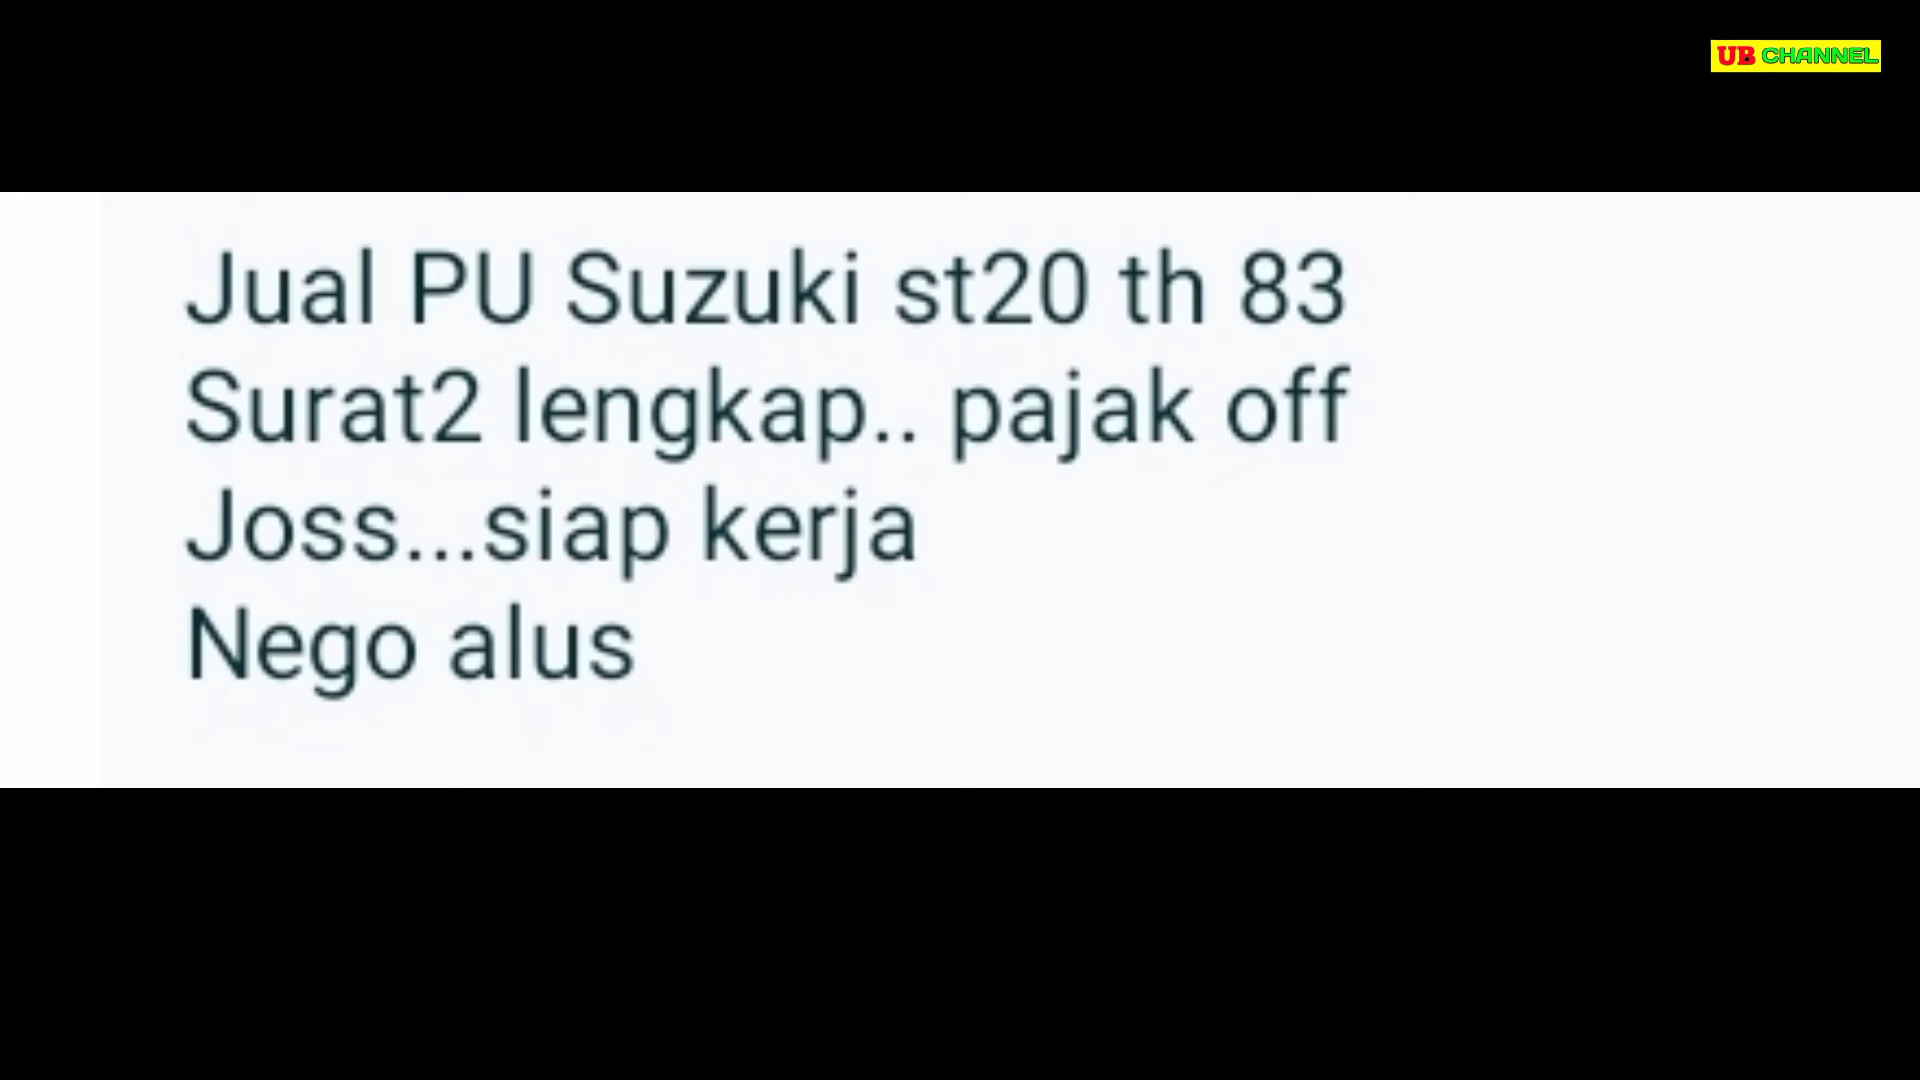 UB CHANNEL
Jual PU Suzuki st20 th 83
Surat2 lengkap.. pajak off
Joss...siap kerja
Nego alus